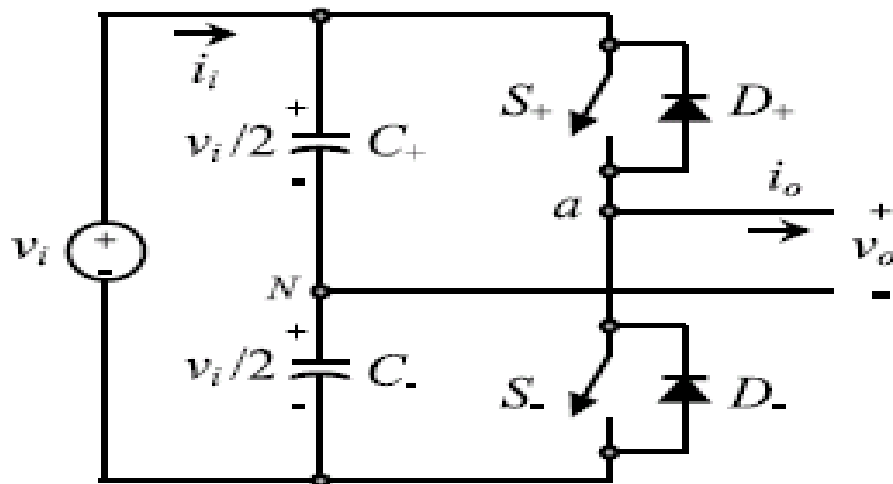 i_i
+
v_i/2 C_+
-
S_+ D_+
a
i_o
+
v_o
-
v_i
+
-
N
+
v_i/2 C_-
-
S_- D_-